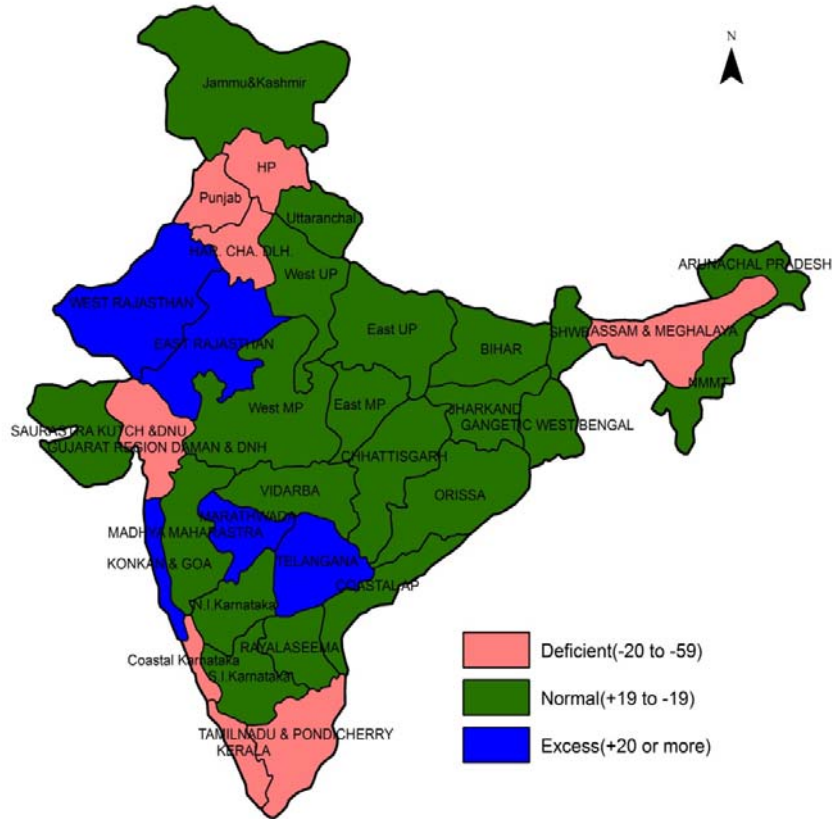 N
Jammu&Kashmir
HP
Punjab
Uttaranchal
HAR. CHA. DLH.
West UP
ARUNACHAL PRADESH
WEST RAJASTHAN
EAST RAJASTHAN
East UP
SHWB
ASSAM & MEGHALAYA
BIHAR
NMMT
West MP
East MP
JHARKAND
SAURASTRA KUTCH &DNU
GANGETIC WEST BENGAL
GUJARAT REGION DAMAN & DNH
CHHATTISGARH
VIDARBA
ORISSA
MARATHWADA
MADHYA MAHARASTRA
KONKAN & GOA
TELANGANA
COASTAL AP
N.I.Karnataka
RAYALASEEMA
Coastal Karnataka
S.I.Karnataka
Deficient(-20 to -59)
Normal(+19 to -19)
TAMILNADU & PONDICHERRY
KERALA
Excess(+20 or more)